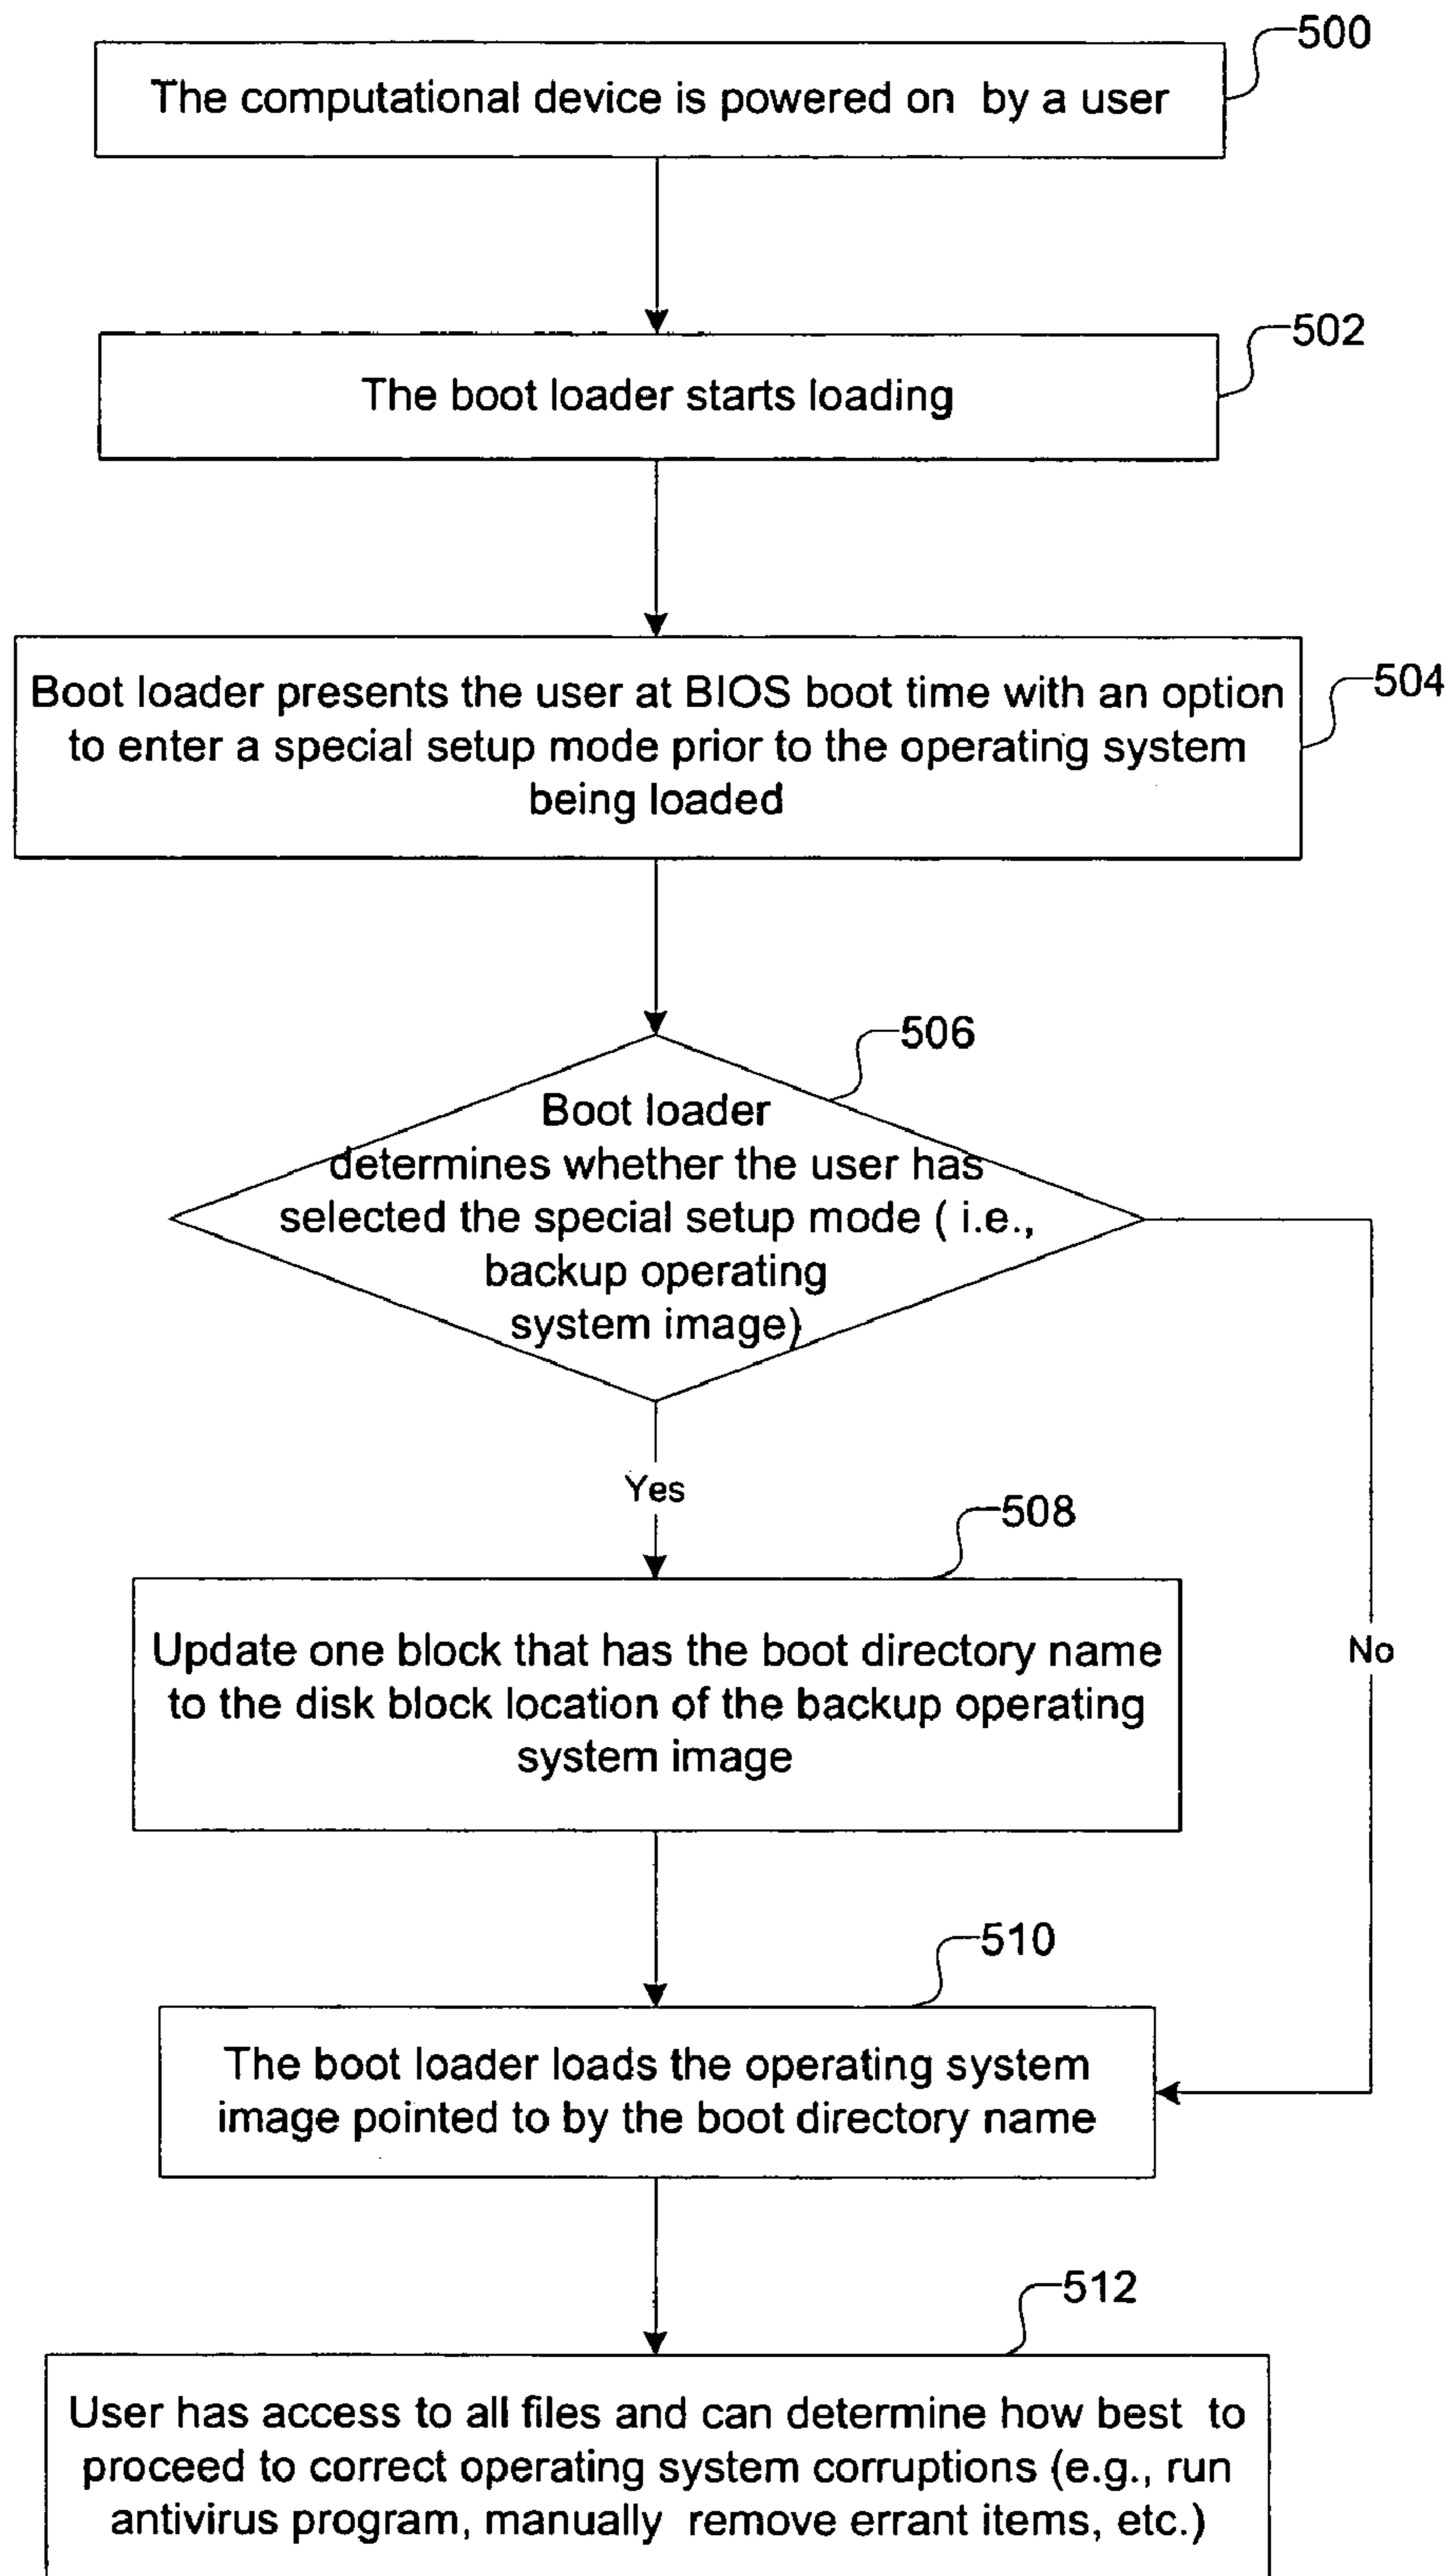 500
The computational device is powered on by a user
502
The boot loader starts loading
504
Boot loader presents the user at BIOS boot time with an option
to enter a special setup mode prior to the operating system
being loaded
506
Boot loader
determines whether the user has
selected the special setup mode ( i.e.,
backup operating
system image)
Yes
No
508
Update one block that has the boot directory name
to the disk block location of the backup operating
system image
510
The boot loader loads the operating system
image pointed to by the boot directory name
512
User has access to all files and can determine how best to
proceed to correct operating system corruptions (e.g., run
antivirus program, manually remove errant items, etc.)